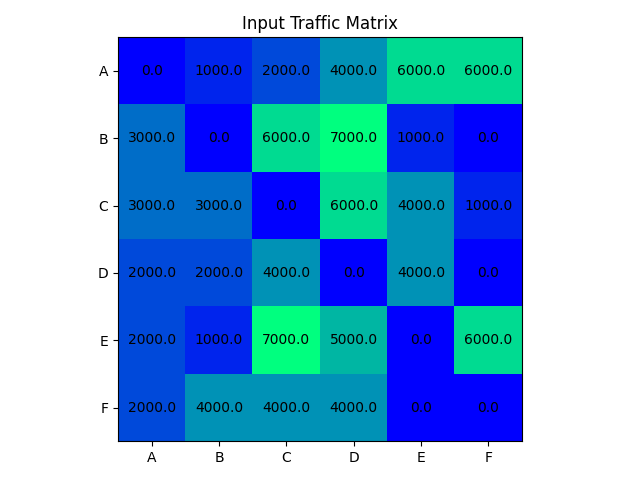 Input Traffic Matrix
A 0.0 1000.0 2000.0 4000.0 6000.0 6000.0
B 3000.0 0.0 6000.0 7000.0 1000.0 0.0
C 3000.0 3000.0 0.0 6000.0 4000.0 1000.0
D 2000.0 2000.0 4000.0 0.0 4000.0 0.0
E 2000.0 1000.0 7000.0 5000.0 0.0 6000.0
F 2000.0 4000.0 4000.0 4000.0 0.0 0.0
A B C D E F